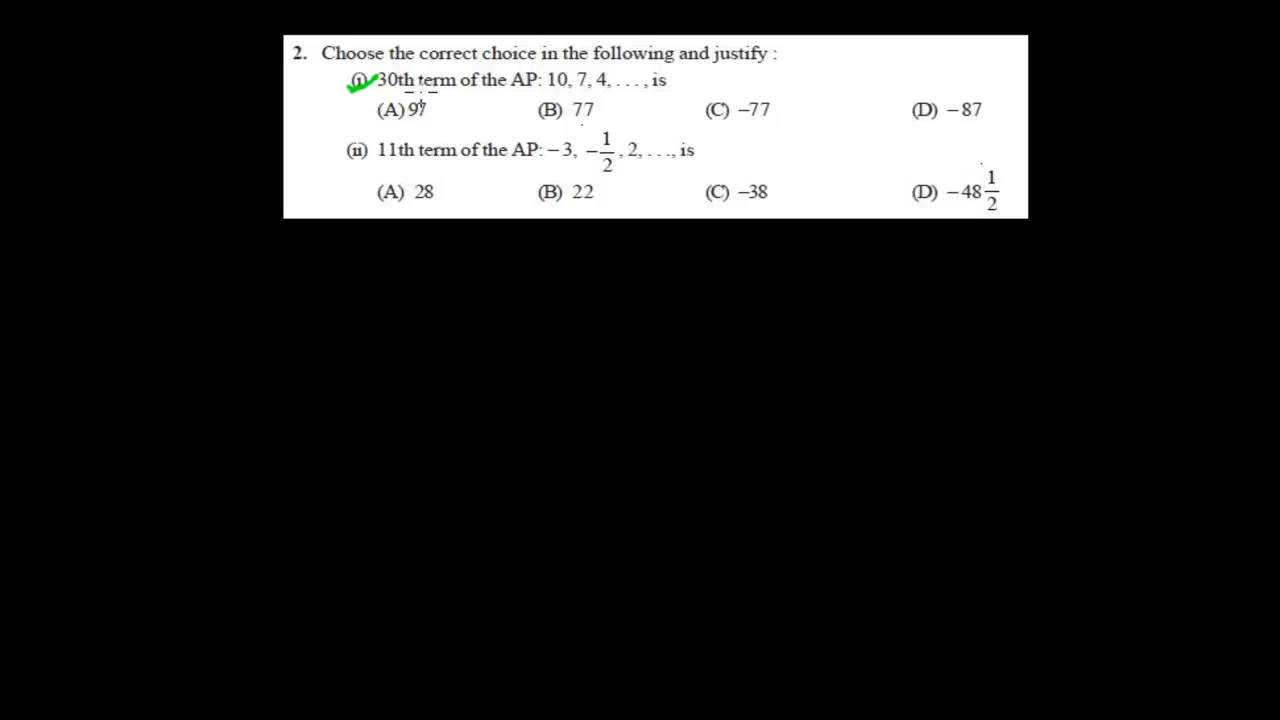 2. Choose the correct choice in the following and justify :
(i) 30th term of the AP: 10, 7, 4, . . . , is
(A) 97 (B) 77 (C) –77 (D) – 87
(ii) 11th term of the AP: – 3, –1/2, 2, . . ., is
(A) 28 (B) 22 (C) –38 (D) – 48 1/2